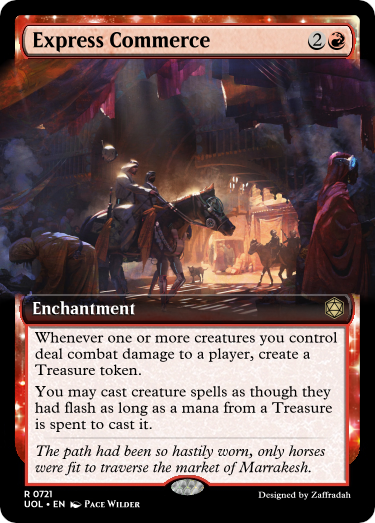 Express Commerce 2
Enchantment
Whenever one or more creatures you control
deal combat damage to a player, create a
Treasure token.
You may cast creature spells as though they
had flash as long as a mana from a Treasure
is spent to cast it.
The path had been so hastily worn, only horses
were fit to traverse the market of Marrakesh.
R 0721
UOL • EN Pace Wilder
Designed by Zaffradah